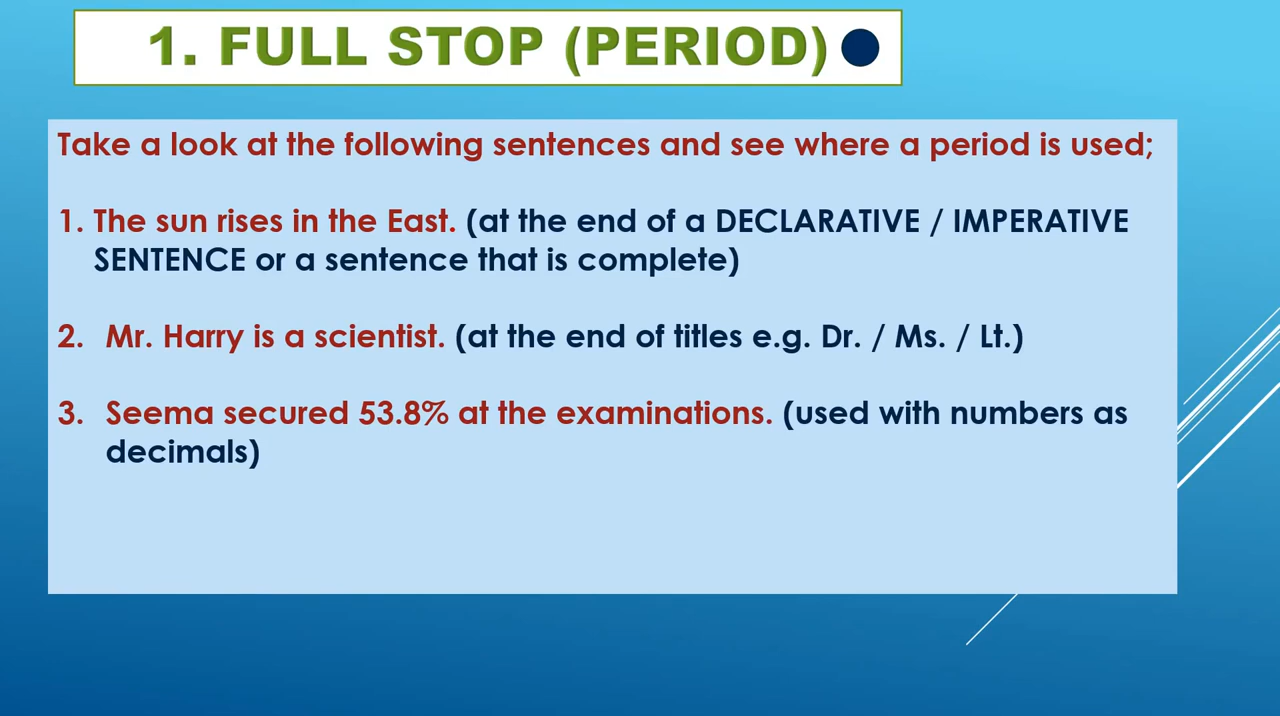 1. FULL STOP (PERIOD)
Take a look at the following sentences and see where a period is used;
1. The sun rises in the East. (at the end of a DECLARATIVE / IMPERATIVE
SENTENCE or a sentence that is complete)
2. Mr. Harry is a scientist. (at the end of titles e.g. Dr. / Ms. / Lt.)
3. Seema secured 53.8% at the examinations. (used with numbers as
decimals)